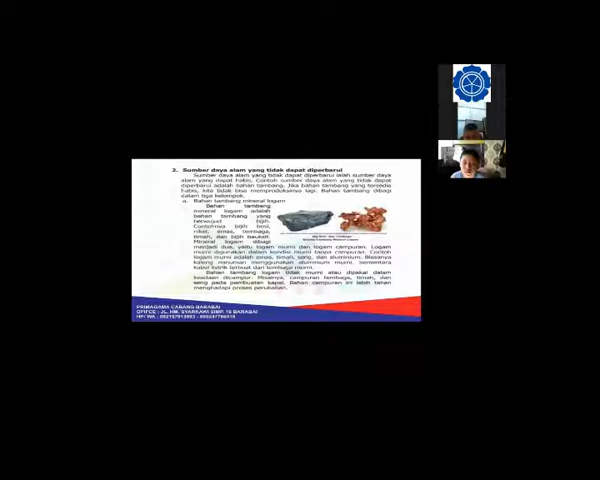 2. Sumber daya alam yang tidak dapat diperbarui
Sumber daya alam yang tidak dapat diperbarui ialah sumber daya
alam yang dapat habis. Contoh sumber daya alam yang tidak dapat
diperbarui adalah bahan tambang. Jika bahan tambang yang tersedia
habis, kita tidak bisa memproduksinya lagi. Bahan tambang dibagi
dalam tiga kelompok.
a. Bahan tambang mineral logam
Bahan tambang
mineral logam adalah
bahan tambang yang
berwujud bijih.
Contohnya bijih besi,
nikel, emas, tembaga,
timah, dan bijih bauksit.
Mineral logam dibagi
menjadi dua, yaitu logam murni dan logam campuran. Logam
murni digunakan dalam kondisi murni tanpa campuran. Contoh
logam murni adalah emas, timah, seng, dan aluminium. Biasanya
kaleng minuman menggunakan aluminium murni. Sementara
kabel listrik terbuat dari tembaga murni.
Bahan tambang logam tidak murni atau dipakai dalam
keadaan dicampur. Misalnya, campuran tembaga, timah, dan
seng pada pembuatan kapal. Bahan campuran ini lebih tahan
menghadapi proses perubahan.
PRIMAGAMA CABANG BARABAI
OFFICE : JL. HM. SYARKAWI SIMP. 10 BARABAI